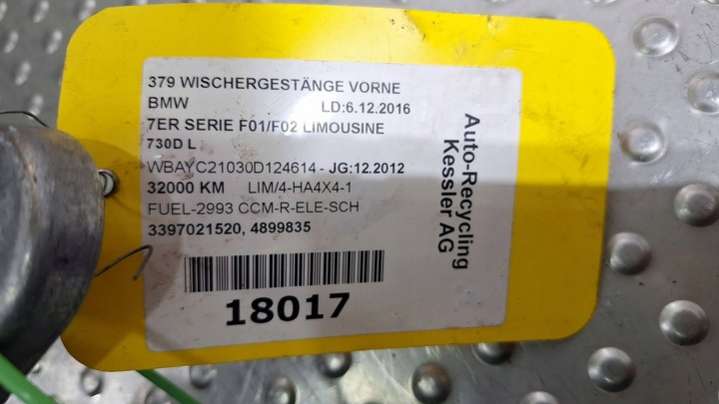 379 WISCHERGESTÄNGE VORNE
BMW LD:6.12.2016
7ER SERIE F01/F02 LIMOUSINE
730D L
WBAYC21030D124614 - JG:12.2012
32000 KM LIM/4-HA4X4-1
FUEL-2993 CCM-R-ELE-SCH
3397021520, 4899835
18017
Auto-Recycling
Kessler AG